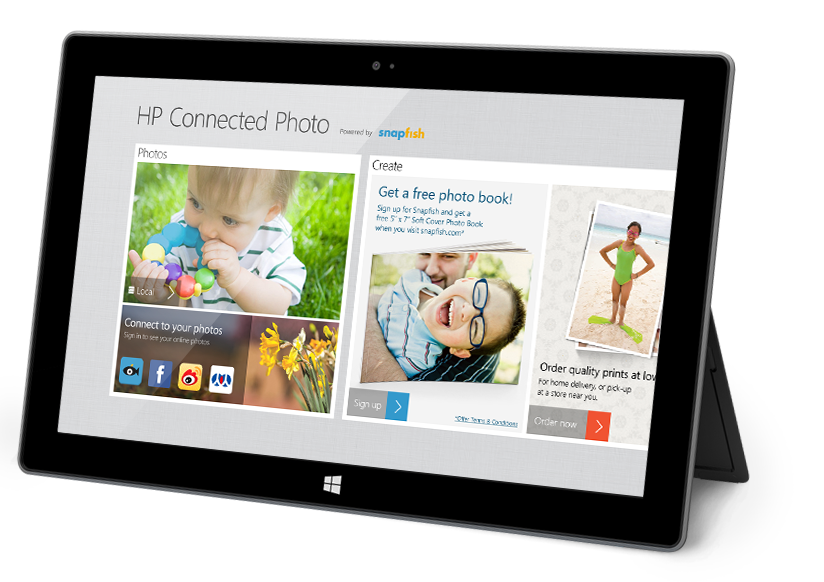 HP Connected Photo
Powered by snapfish
Photos
Local
Connect to your photos
Sign in to see your online photos
Create
Get a free photo book!
Sign up for Snapfish and get a
free 5" x 7" Soft Cover Photo Book
when you visit snapfish.com*
Sign up
*Offer Terms & Conditions
Order quality prints at low
For home delivery, or pick-up
at a store near you.
Order now